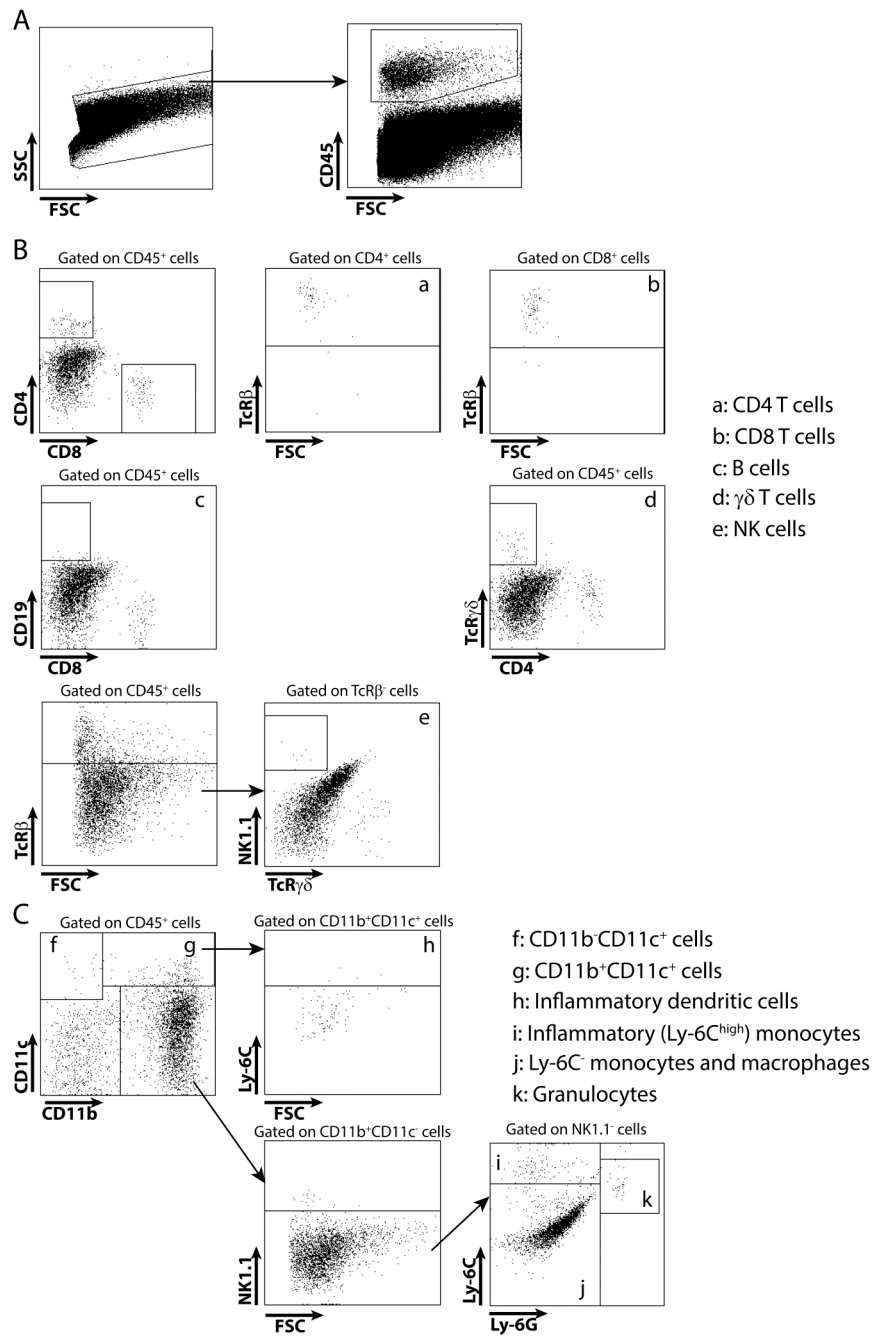 A
SSC
FSC
CD45
FSC
B
Gated on CD45⁺ cells
CD4
CD8
Gated on CD4⁺ cells
a
TcRβ
FSC
Gated on CD8⁺ cells
b
TcRβ
FSC
a: CD4 T cells
b: CD8 T cells
c: B cells
d: γδ T cells
e: NK cells
Gated on CD45⁺ cells
c
CD19
CD8
Gated on CD45⁺ cells
d
TcRγδ
CD4
Gated on CD45⁺ cells
TcRβ
FSC
Gated on TcRβ⁻ cells
e
NK1.1
TcRγδ
C
Gated on CD45⁺ cells
f
g
CD11c
CD11b
Gated on CD11b⁺CD11c⁺ cells
h
Ly-6C
FSC
f: CD11b⁻CD11c⁺ cells
g: CD11b⁺CD11c⁺ cells
h: Inflammatory dendritic cells
i: Inflammatory (Ly-6Cʰⁱᵍʰ) monocytes
j: Ly-6C⁻ monocytes and macrophages
k: Granulocytes
Gated on CD11b⁺CD11c⁻ cells
NK1.1
FSC
Gated on NK1.1⁻ cells
i
k
j
Ly-6C
Ly-6G